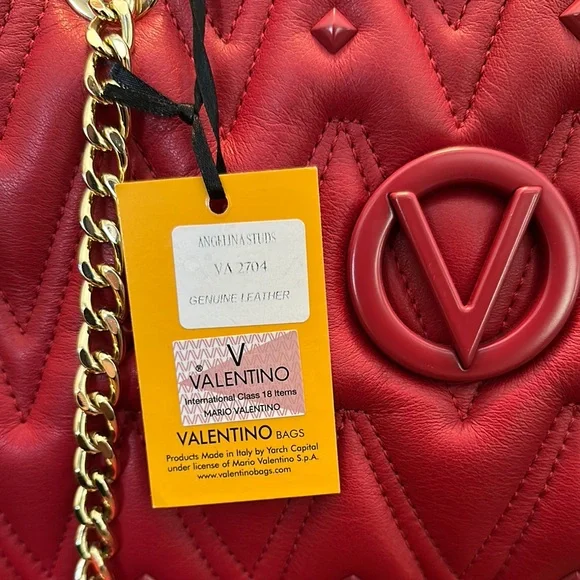 ANGELINA STUDS
VA 2704
GENUINE LEATHER
V
® VALENTINO
International Class 18 Items
MARIO VALENTINO
VALENTINO BAGS
Products Made in Italy by Yarch Capital
under license of Mario Valentino S.p.A.
www.valentinobags.com
V